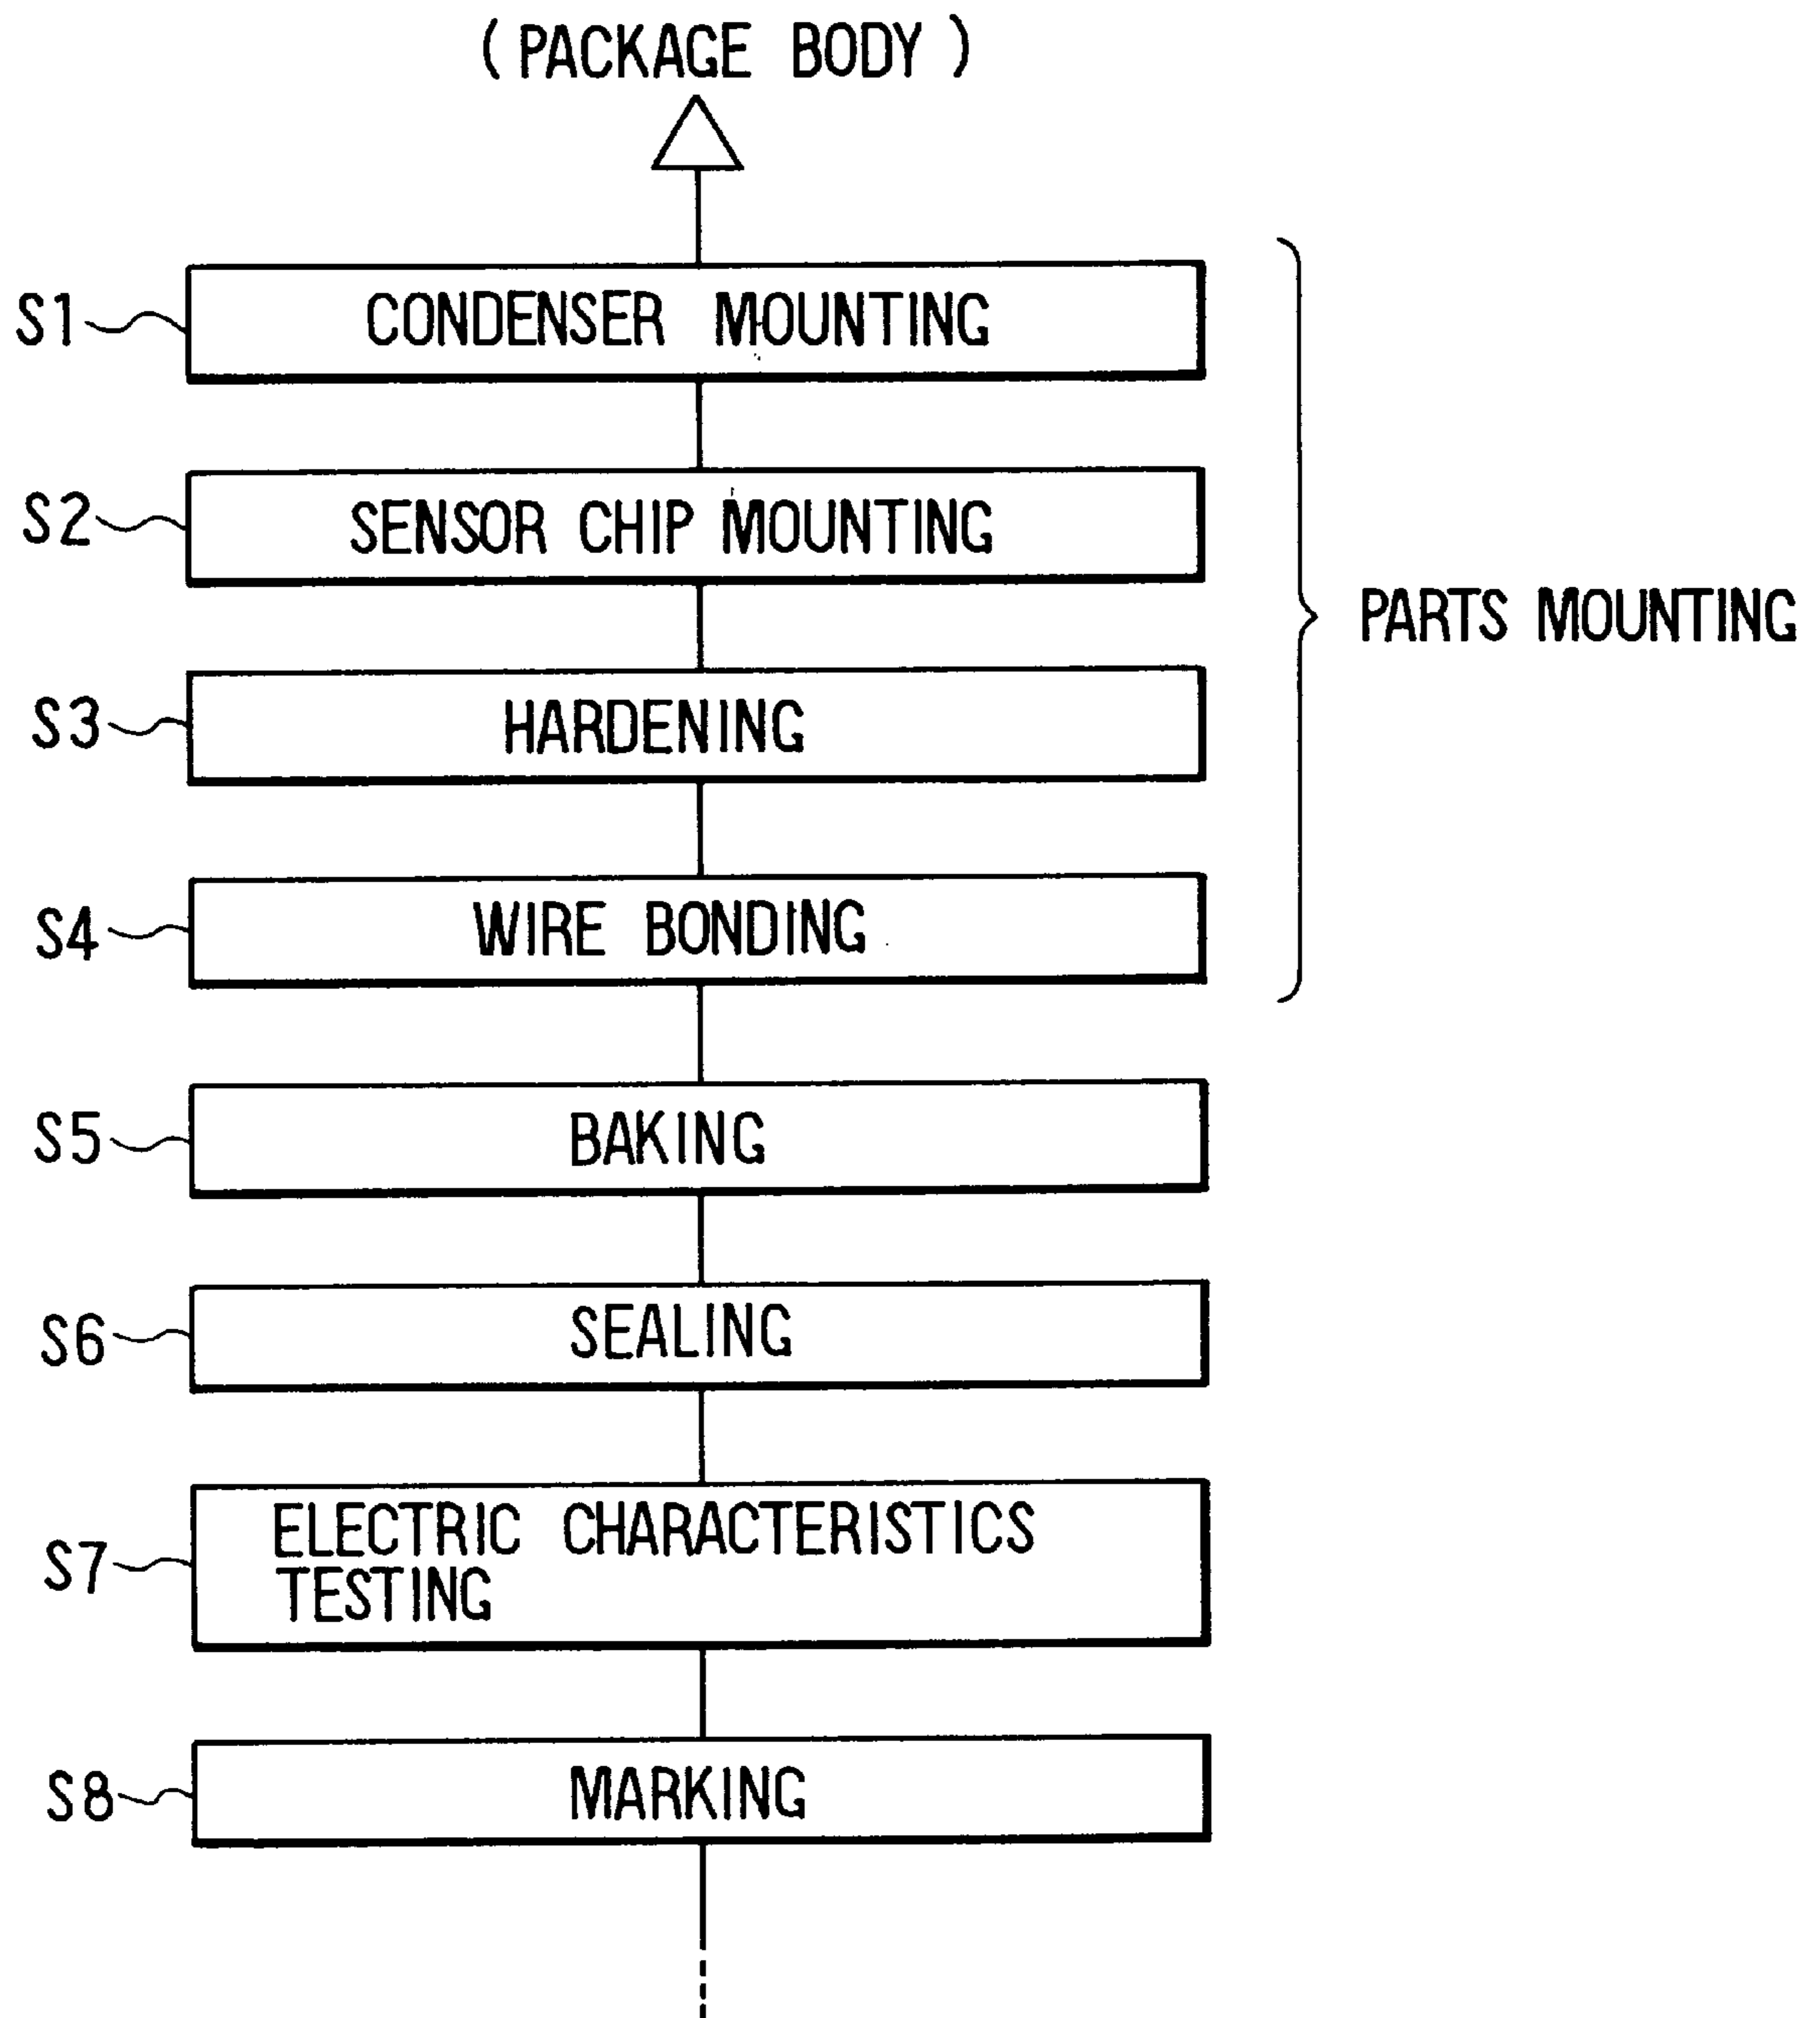 ( PACKAGE BODY )
S1
CONDENSER MOUNTING
S2
SENSOR CHIP MOUNTING
PARTS MOUNTING
S3
HARDENING
S4
WIRE BONDING
S5
BAKING
S6
SEALING
S7
ELECTRIC CHARACTERISTICS
TESTING
S8
MARKING